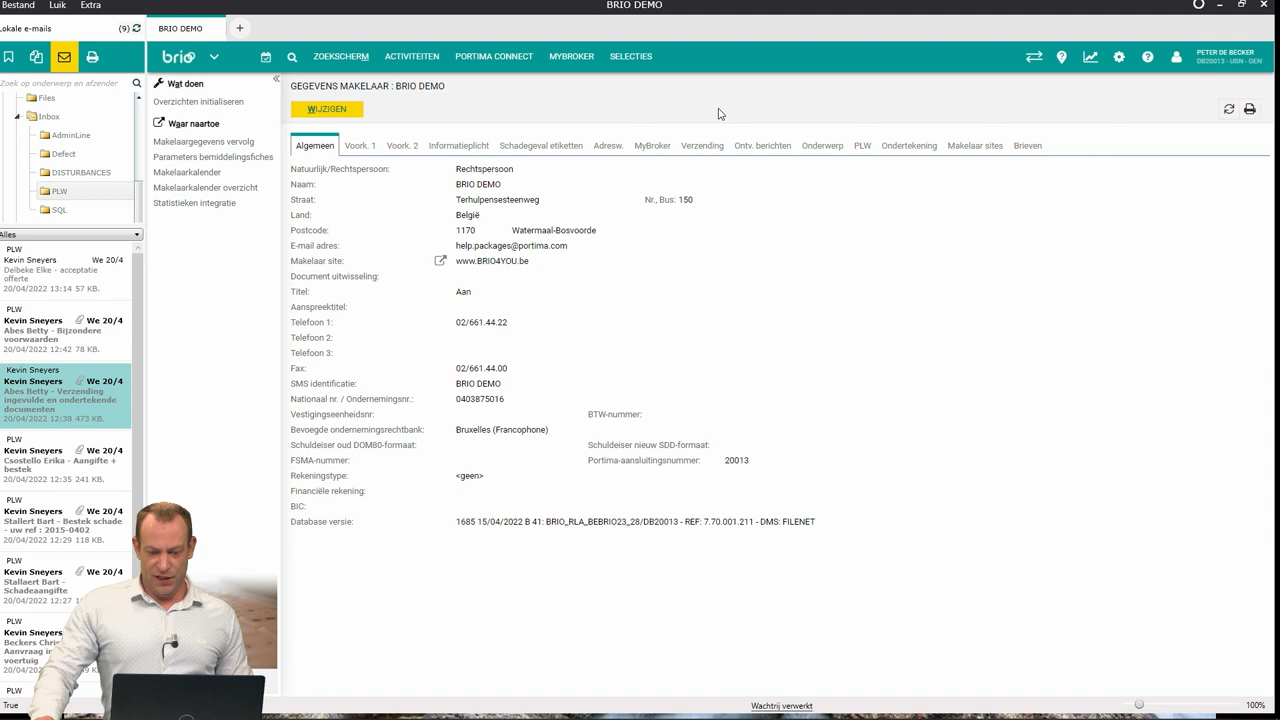 Bestand Luik Extra
BRIO DEMO
Lokale e-mails (9)
BRIO DEMO
+
brio
ZOEKSCHERM ACTIVITEITEN PORTIMA CONNECT MYBROKER SELECTIES
PETER DE BECKER
DB20013 - USN - GEN
Zoek op onderwerp en afzender
Files
Inbox
AdminLine
Defect
DISTURBANCES
PLW
SQL
Alles
PLW
Kevin Sneyers We 20/4
Delbeke Elke - acceptatie
offerte
20/04/2022 13:14 57 KB.
PLW
Kevin Sneyers We 20/4
Abes Betty - Bijzondere
voorwaarden
20/04/2022 12:42 78 KB.
Kevin Sneyers
Kevin Sneyers We 20/4
Abes Betty - Verzending
ingevulde en ondertekende
documenten
20/04/2022 12:38 473 KB.
PLW
Kevin Sneyers We 20/4
Csostello Erika - Aangifte +
bestek
20/04/2022 12:35 241 KB.
PLW
Kevin Sneyers We 20/4
Stallert Bart - Bestek schade
- uw ref : 2015-0402
20/04/2022 12:29 118 KB.
PLW
Kevin Sneyers We 20/4
Stallaert Bart -
Schadeaangifte
20/04/2022 12:27
PLW
Kevin Sneyers
Beckers Chris
Aanvraag in
voertuig
KB.
PLW
True
Wat doen
Overzichten initialiseren
Waar naartoe
Makelaargegevens vervolg
Parameters bemiddelingsfiches
Makelaarkalender
Makelaarkalender overzicht
Statistieken integratie
GEGEVENS MAKELAAR : BRIO DEMO
WIJZIGEN
Algemeen Voork. 1 Voork. 2 Informatieplicht Schadegeval etiketten Adresw. MyBroker Verzending Ontv. berichten Onderwerp PLW Ondertekening Makelaar sites Brieven
Natuurlijk/Rechtspersoon: Rechtspersoon
Naam: BRIO DEMO
Straat: Terhulpensesteenweg Nr., Bus: 150
Land: België
Postcode: 1170 Watermaal-Bosvoorde
E-mail adres: help.packages@portima.com
Makelaar site: www.BRIO4YOU.be
Document uitwisseling:
Titel: Aan
Aanspreektitel:
Telefoon 1: 02/661.44.22
Telefoon 2:
Telefoon 3:
Fax: 02/661.44.00
SMS identificatie: BRIO DEMO
Nationaal nr. / Ondernemingsnr.: 0403875016
Vestigingseenheidsnr: BTW-nummer:
Bevoegde ondernemingsrechtbank: Bruxelles (Francophone)
Schuldeiser oud DOM80-formaat: Schuldeiser nieuw SDD-formaat:
FSMA-nummer: Portima-aansluitingsnummer: 20013
Rekeningstype: <geen>
Financiële rekening:
BIC:
Database versie: 1685 15/04/2022 B 41: BRIO_RLA_BEBRIO23_28/DB20013 - REF: 7.70.001.211 - DMS: FILENET
Wachtrij verwerkt
100%